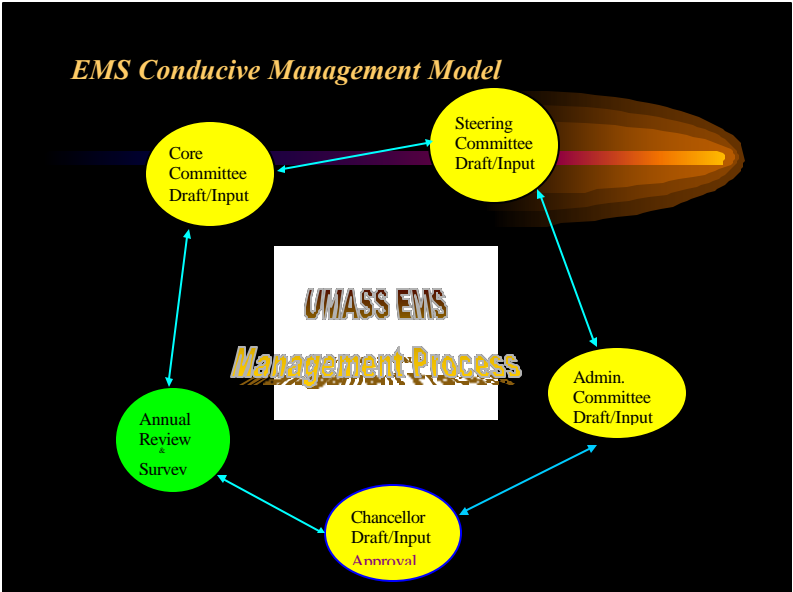 EMS Conducive Management Model
Core
Committee
Draft/Input
Steering
Committee
Draft/Input
UMASS EMS
Management Process
Admin.
Committee
Draft/Input
Annual
Review
&
Survey
Chancellor
Draft/Input
Approval